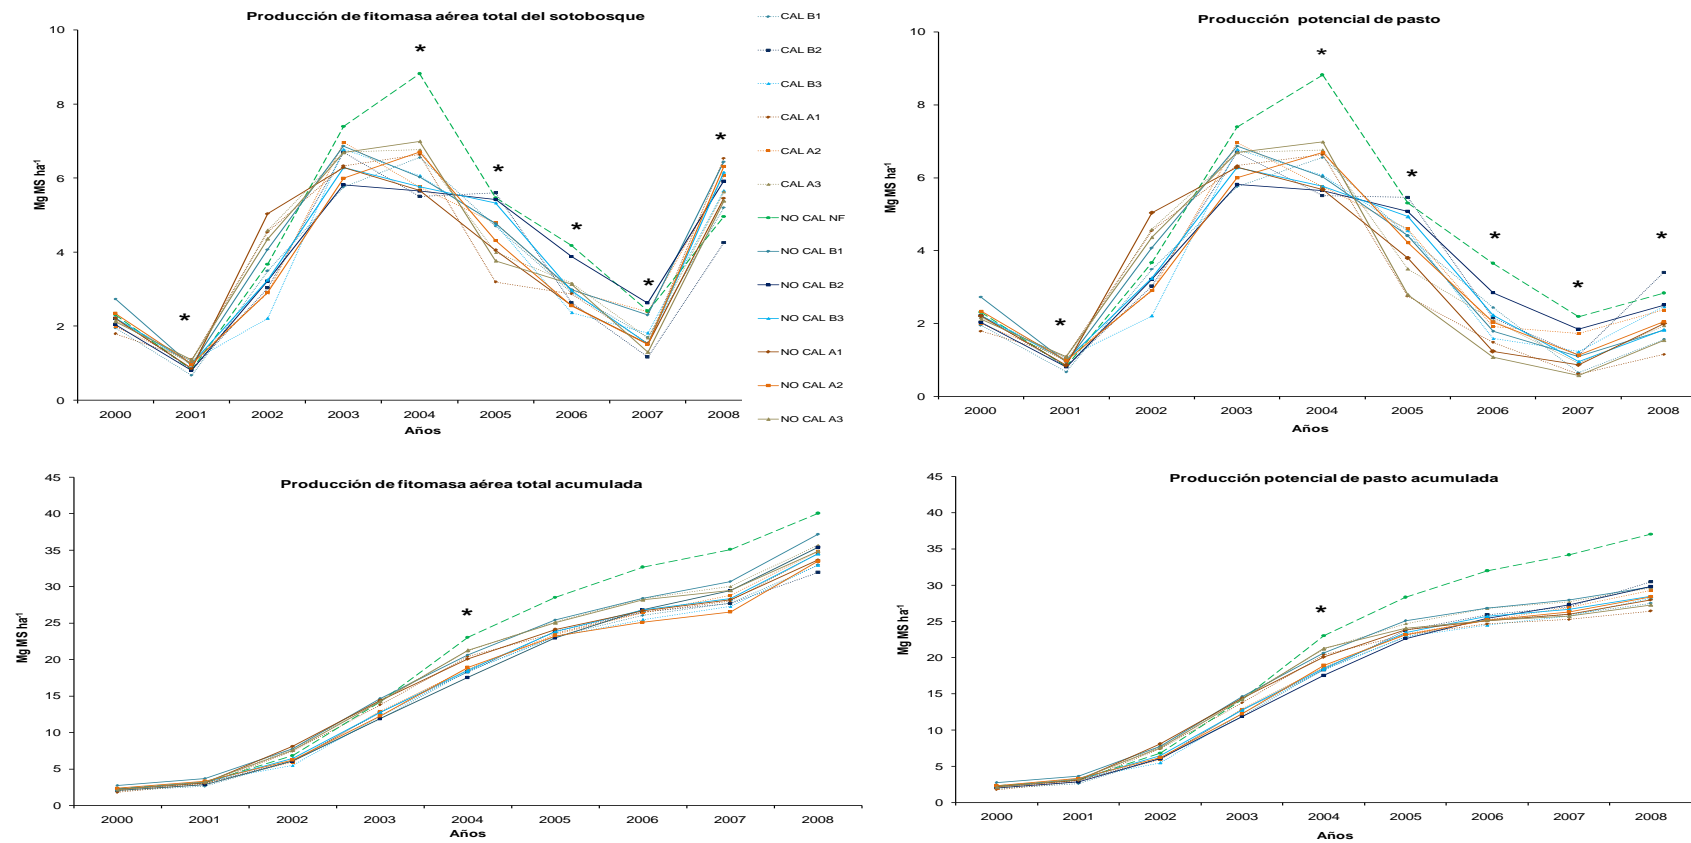 Producción de fitomasa aérea total del sotobosque
10
8
6
4
2
0
Mg MS ha-1
*
*
*
*
*
*
2000 2001 2002 2003 2004 2005 2006 2007 2008
Años
CAL B1
CAL B2
CAL B3
CAL A1
CAL A2
CAL A3
NO CAL NF
NO CAL B1
NO CAL B2
NO CAL B3
NO CAL A1
NO CAL A2
NO CAL A3
Producción potencial de pasto
10
8
6
4
2
0
Mg MS ha-1
*
*
*
*
*
*
2000 2001 2002 2003 2004 2005 2006 2007 2008
Años
Producción de fitomasa aérea total acumulada
45
40
35
30
25
20
15
10
5
0
Mg MS ha-1
*
2000 2001 2002 2003 2004 2005 2006 2007 2008
Años
Producción potencial de pasto acumulada
45
40
35
30
25
20
15
10
5
0
Mg MS ha-1
*
2000 2001 2002 2003 2004 2005 2006 2007 2008
Años